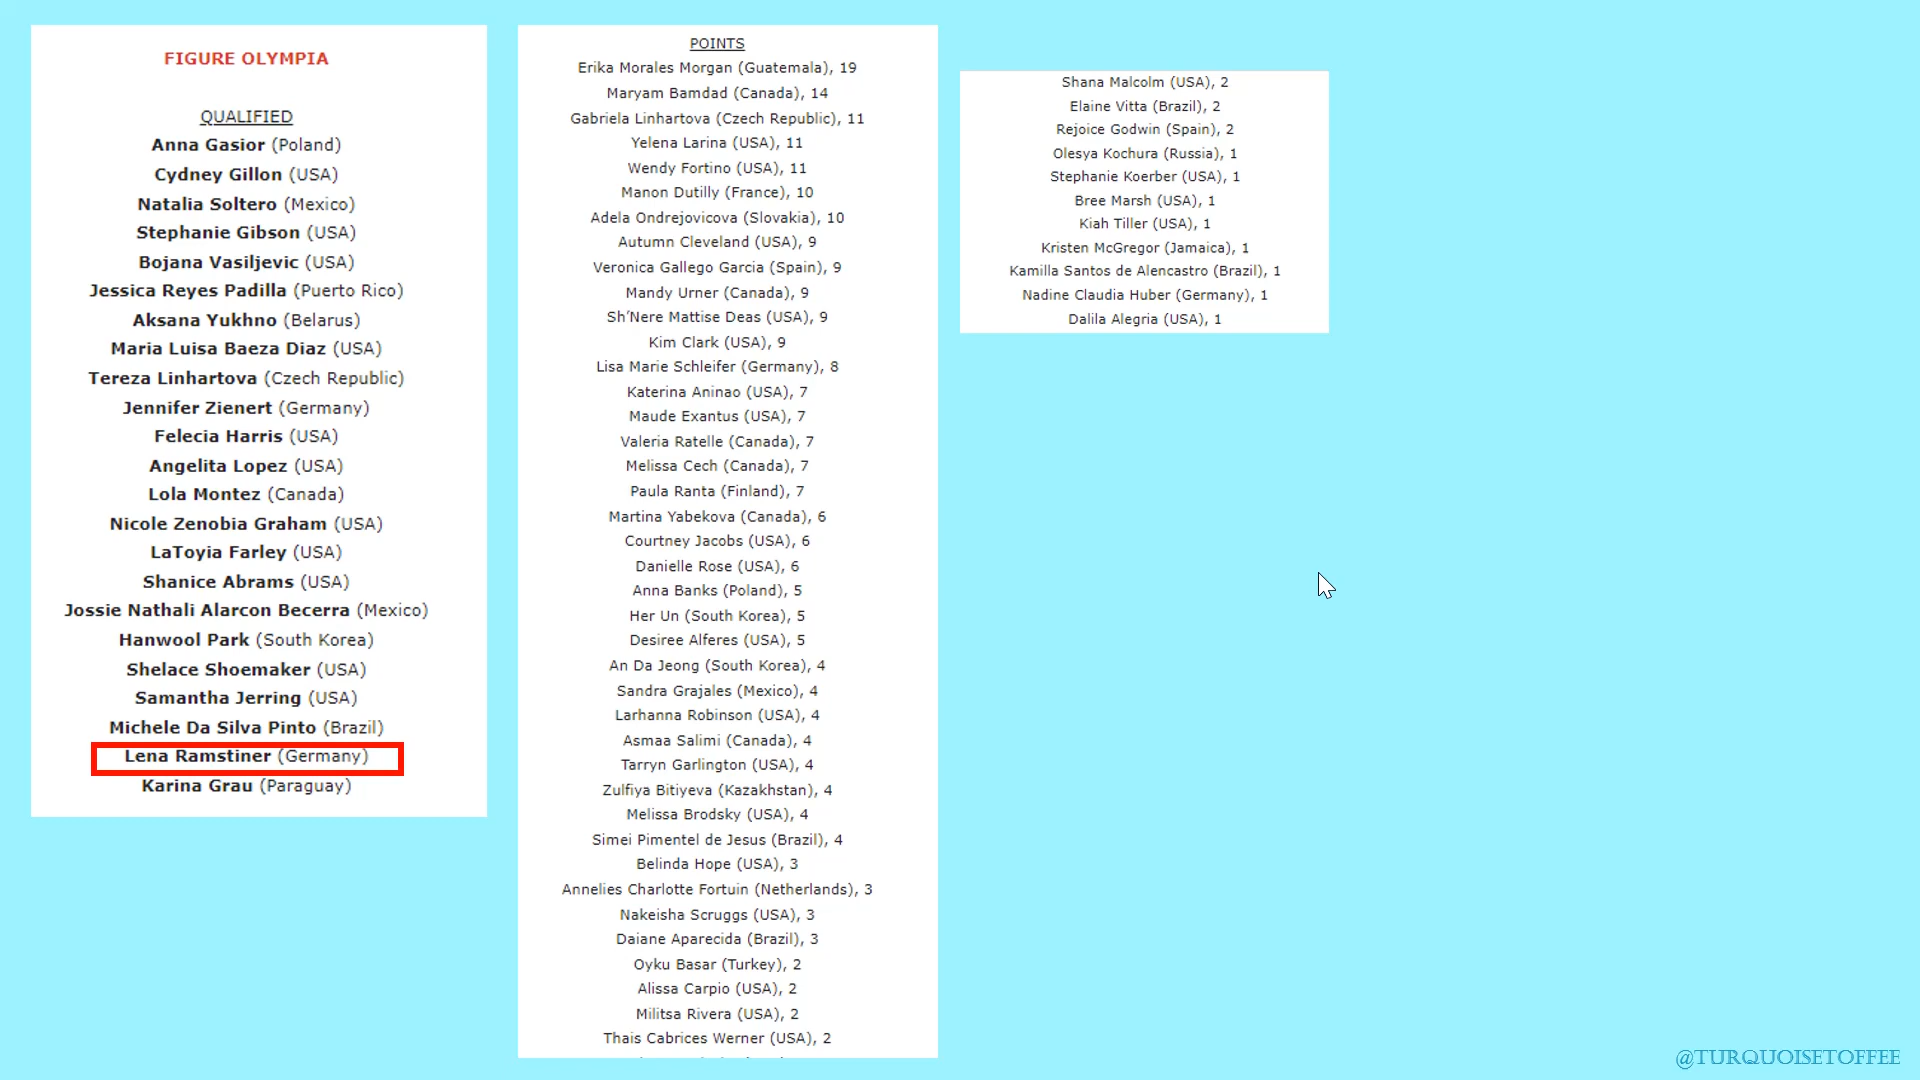 FIGURE OLYMPIA
QUALIFIED
Anna Gasior (Poland)
Cydney Gillon (USA)
Natalia Soltero (Mexico)
Stephanie Gibson (USA)
Bojana Vasiljevic (USA)
Jessica Reyes Padilla (Puerto Rico)
Aksana Yukhno (Belarus)
Maria Luisa Baeza Diaz (USA)
Tereza Linhartova (Czech Republic)
Jennifer Zienert (Germany)
Felecia Harris (USA)
Angelita Lopez (USA)
Lola Montez (Canada)
Nicole Zenobia Graham (USA)
LaToyia Farley (USA)
Shanice Abrams (USA)
Jossie Nathali Alarcon Becerra (Mexico)
Hanwool Park (South Korea)
Shelace Shoemaker (USA)
Samantha Jerring (USA)
Michele Da Silva Pinto (Brazil)
Lena Ramstiner (Germany)
Karina Grau (Paraguay)
POINTS
Erika Morales Morgan (Guatemala), 19
Maryam Bamdad (Canada), 14
Gabriela Linhartova (Czech Republic), 11
Yelena Larina (USA), 11
Wendy Fortino (USA), 11
Manon Dutilly (France), 10
Adela Ondrejovicova (Slovakia), 10
Autumn Cleveland (USA), 9
Veronica Gallego Garcia (Spain), 9
Mandy Urner (Canada), 9
Sh’Nere Mattise Deas (USA), 9
Kim Clark (USA), 9
Lisa Marie Schleifer (Germany), 8
Katerina Aninao (USA), 7
Maude Exantus (USA), 7
Valeria Ratelle (Canada), 7
Melissa Cech (Canada), 7
Paula Ranta (Finland), 7
Martina Yabekova (Canada), 6
Courtney Jacobs (USA), 6
Danielle Rose (USA), 6
Anna Banks (Poland), 5
Her Un (South Korea), 5
Desiree Alferes (USA), 5
An Da Jeong (South Korea), 4
Sandra Grajales (Mexico), 4
Larhanna Robinson (USA), 4
Asmaa Salimi (Canada), 4
Tarryn Garlington (USA), 4
Zulfiya Bitiyeva (Kazakhstan), 4
Melissa Brodsky (USA), 4
Simei Pimentel de Jesus (Brazil), 4
Belinda Hope (USA), 3
Annelies Charlotte Fortuin (Netherlands), 3
Nakeisha Scruggs (USA), 3
Daiane Aparecida (Brazil), 3
Oyku Basar (Turkey), 2
Alissa Carpio (USA), 2
Militsa Rivera (USA), 2
Thais Cabrices Werner (USA), 2
Shana Malcolm (USA), 2
Elaine Vitta (Brazil), 2
Rejoice Godwin (Spain), 2
Olesya Kochura (Russia), 1
Stephanie Koerber (USA), 1
Bree Marsh (USA), 1
Kiah Tiller (USA), 1
Kristen McGregor (Jamaica), 1
Kamilla Santos de Alencastro (Brazil), 1
Nadine Claudia Huber (Germany), 1
Dalila Alegria (USA), 1
@TURQUOISETOFFEE